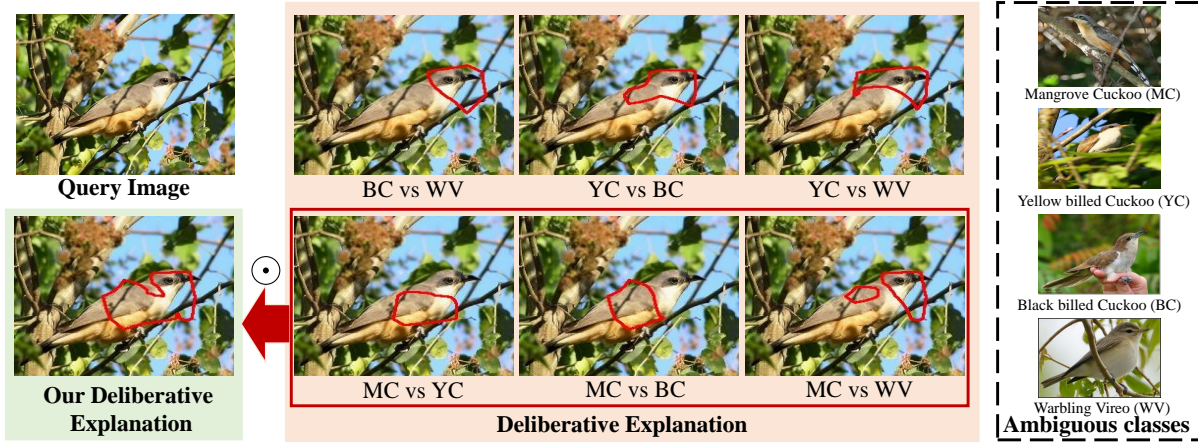 Query Image
BC vs WV
YC vs BC
YC vs WV
MC vs YC
MC vs BC
MC vs WV
Deliberative Explanation
Our Deliberative
Explanation
Mangrove Cuckoo (MC)
Yellow billed Cuckoo (YC)
Black billed Cuckoo (BC)
Warbling Vireo (WV)
Ambiguous classes